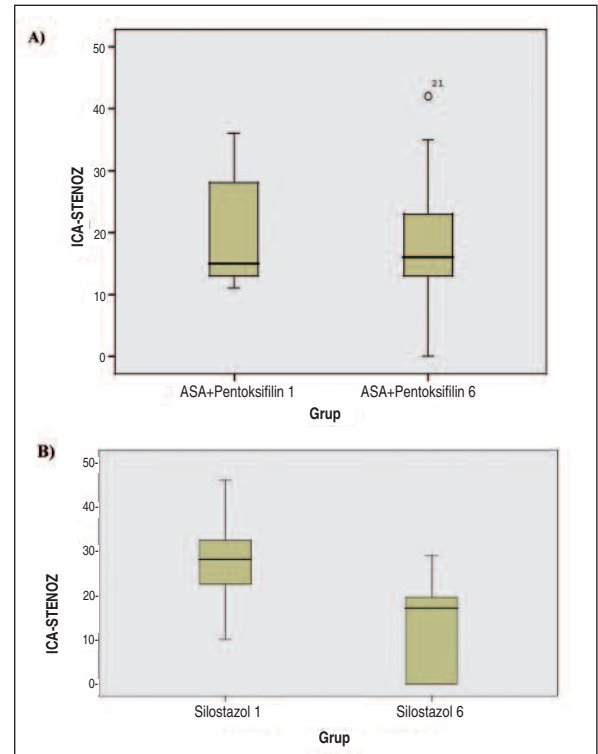 A)
50
40
30
20
10
0
ICA-STENOZ
21
ASA+Pentoksifilin 1 ASA+Pentoksifilin 6
Grup
B)
50
40
30
20
10
0
ICA-STENOZ
Silostazol 1 Silostazol 6
Grup